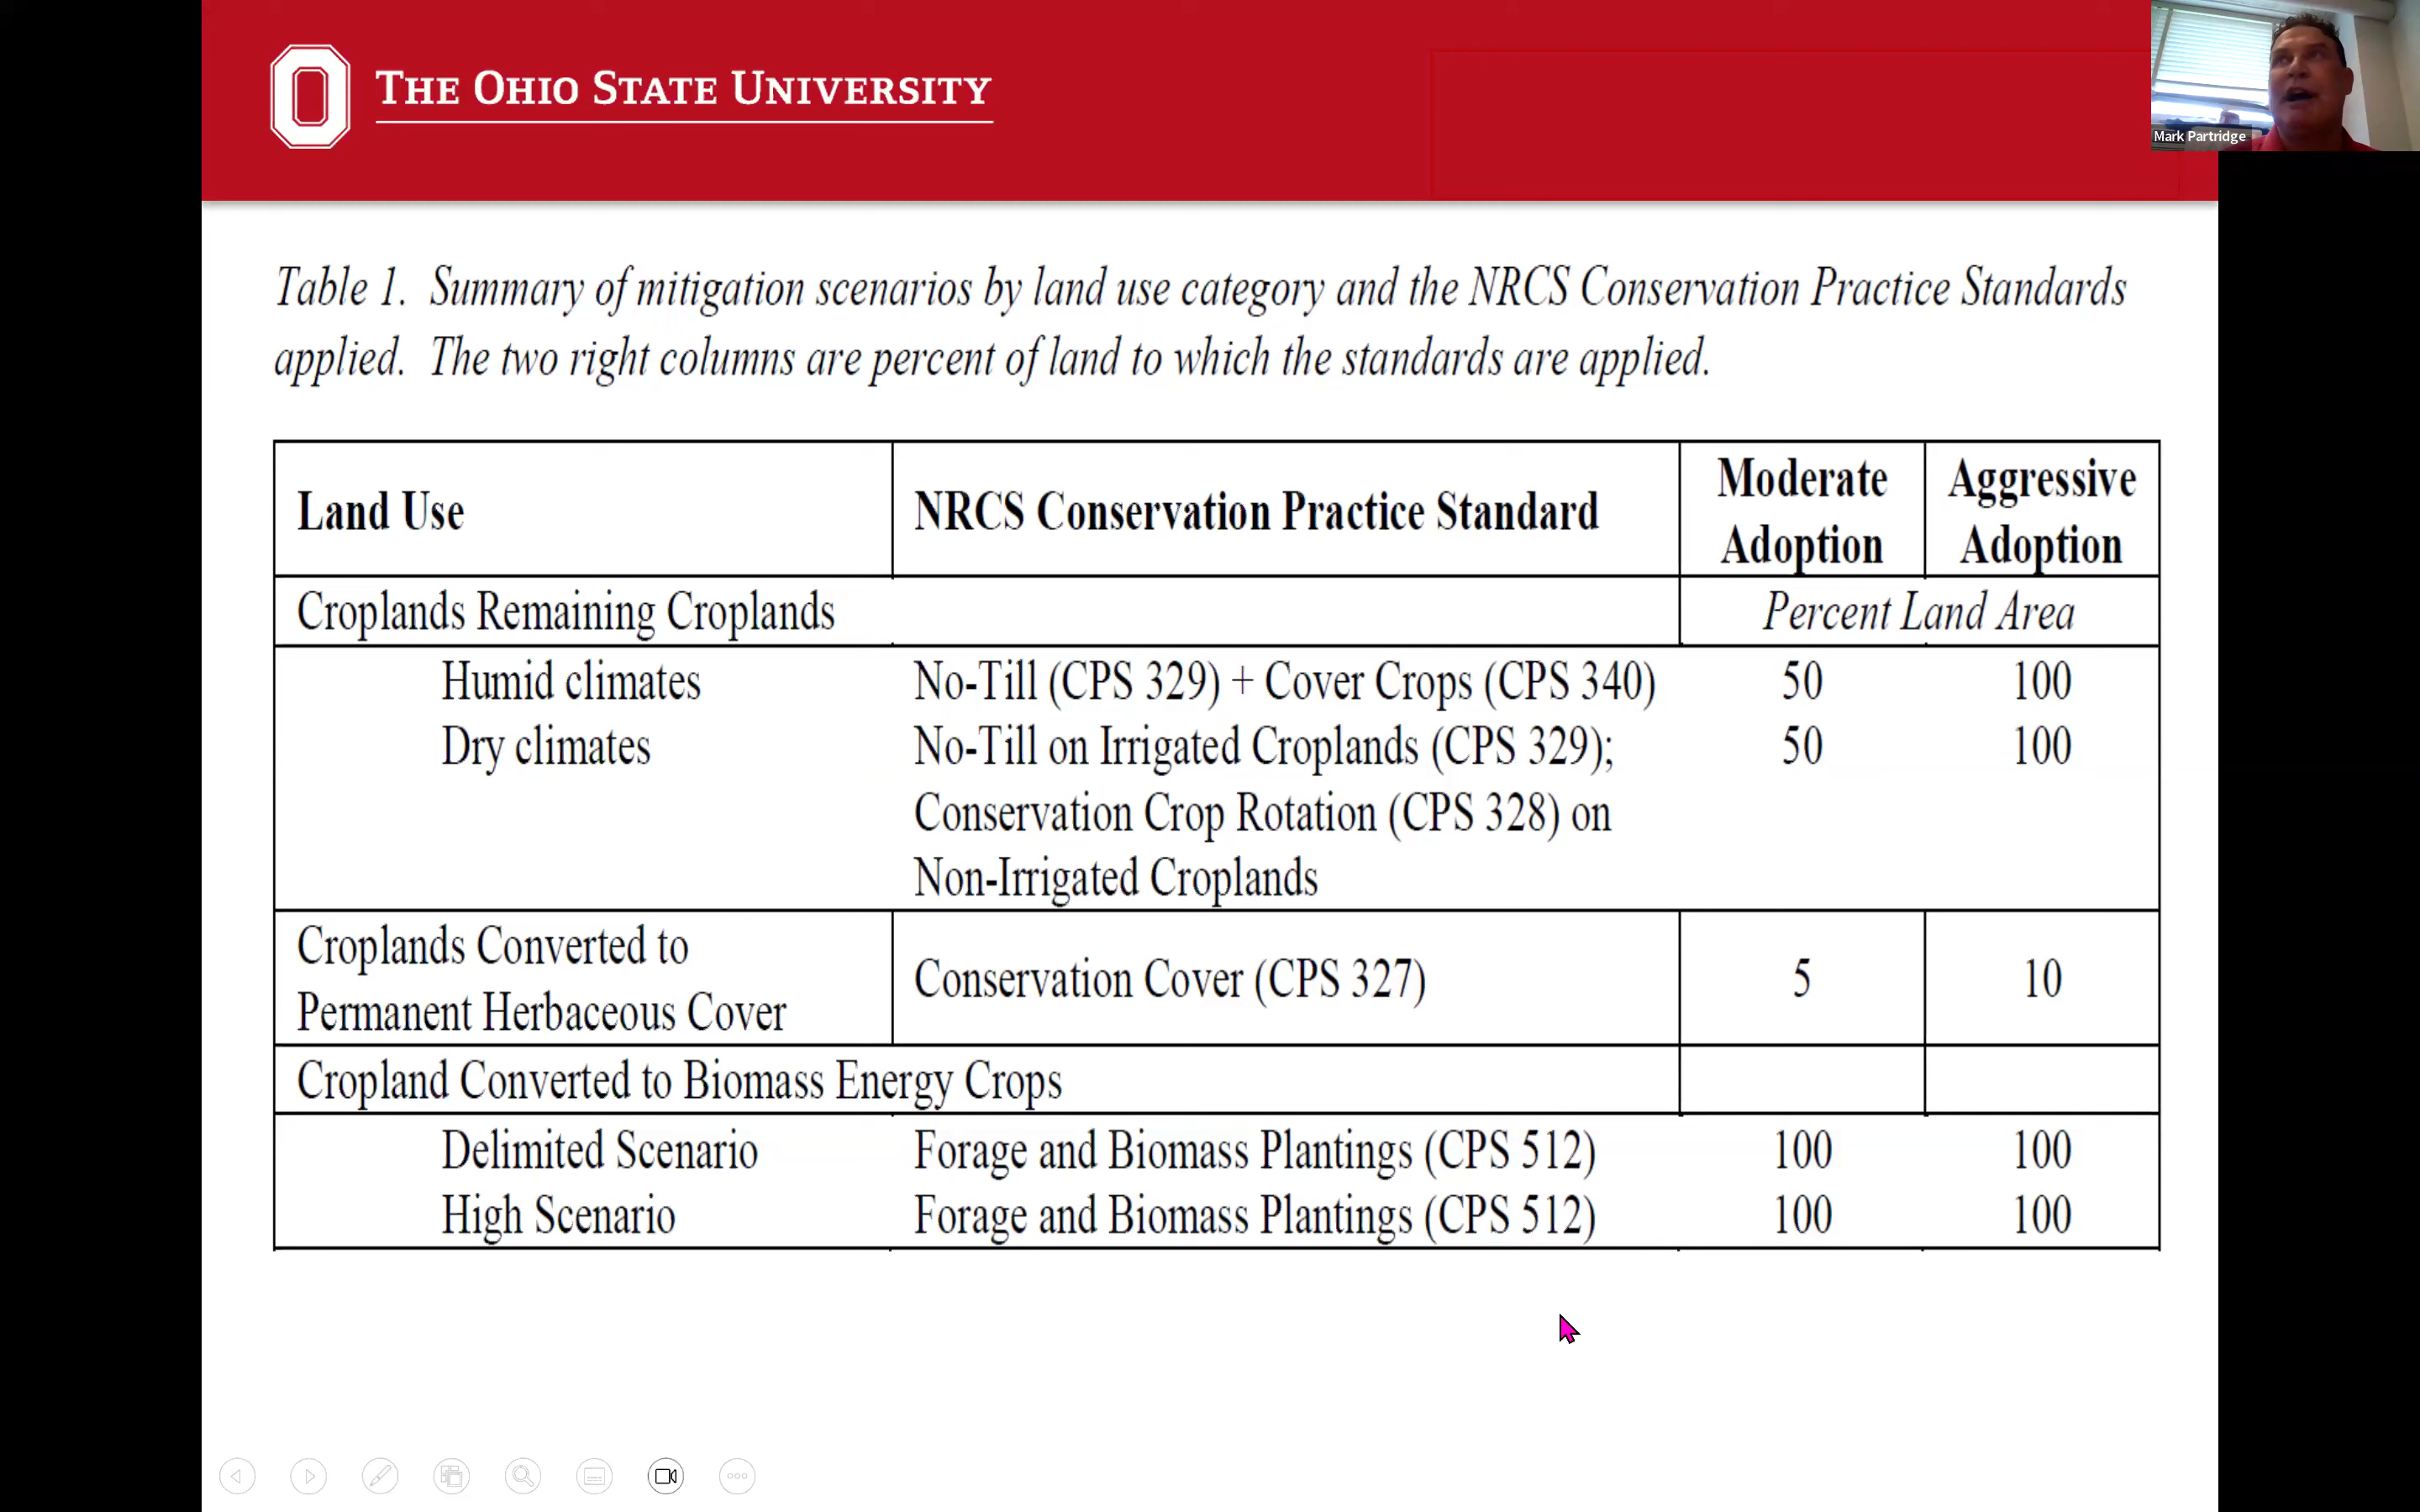 THE OHIO STATE UNIVERSITY
Mark Partridge
Table 1. Summary of mitigation scenarios by land use category and the NRCS Conservation Practice Standards
applied. The two right columns are percent of land to which the standards are applied.
Land Use NRCS Conservation Practice Standard Moderate Adoption Aggressive Adoption
Croplands Remaining Croplands Percent Land Area
Humid climates No-Till (CPS 329) + Cover Crops (CPS 340) 50 100
Dry climates No-Till on Irrigated Croplands (CPS 329); 50 100
Conservation Crop Rotation (CPS 328) on
Non-Irrigated Croplands
Croplands Converted to
Permanent Herbaceous Cover Conservation Cover (CPS 327) 5 10
Cropland Converted to Biomass Energy Crops
Delimited Scenario Forage and Biomass Plantings (CPS 512) 100 100
High Scenario Forage and Biomass Plantings (CPS 512) 100 100